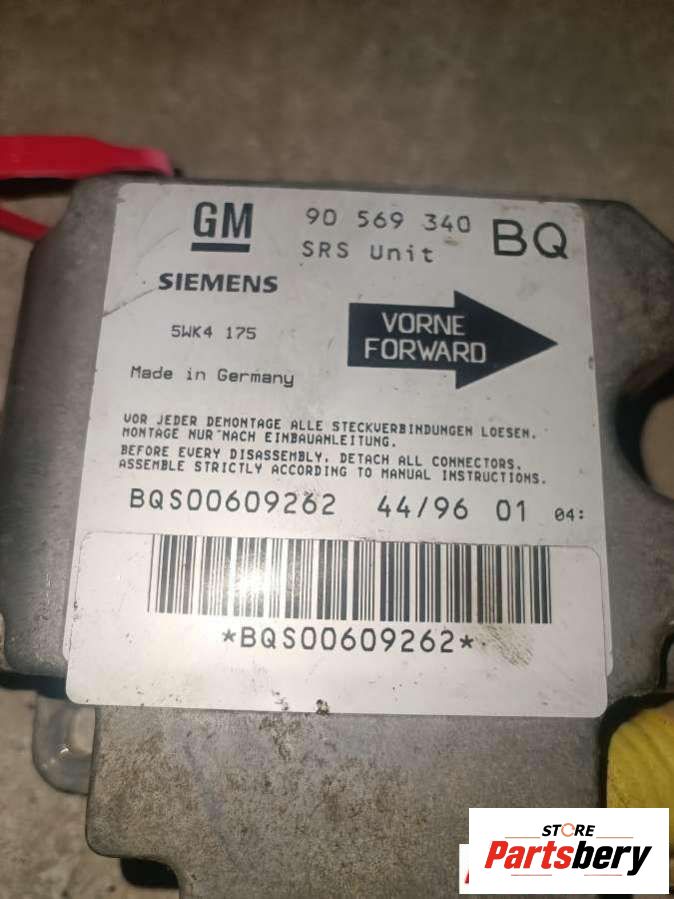 GM 90 569 340 BQ
SRS Unit
SIEMENS
5WK4 175
VORNE
FORWARD
Made in Germany
VOR JEDER DEMONTAGE ALLE STECKVERBINDUNGEN LOESEN.
MONTAGE NUR NACH EINBAUANLEITUNG.
BEFORE EVERY DISASSEMBLY, DETACH ALL CONNECTORS.
ASSEMBLE STRICTLY ACCORDING TO MANUAL INSTRUCTIONS.
BQS00609262 44/96 01 04:
*BQS00609262*
STORE
Partsbery